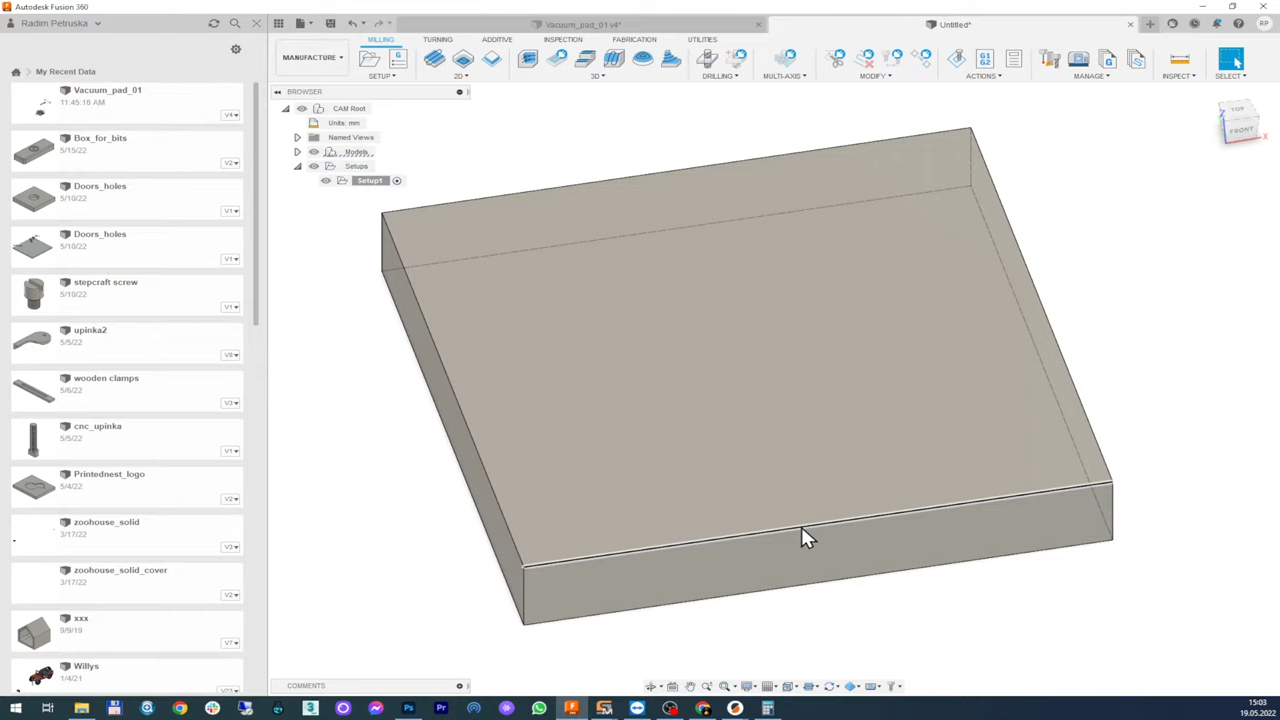 Autodesk Fusion 360
Radim Petruska
Vacuum_pad_01 v4*
Untitled*
RP
MILLING TURNING ADDITIVE INSPECTION FABRICATION UTILITIES
MANUFACTURE
SETUP
2D
3D
DRILLING
MULTI-AXIS
MODIFY
ACTIONS
MANAGE
INSPECT
SELECT
G1
G2
My Recent Data
BROWSER
CAM Root
Units: mm
Named Views
Models
Setups
Setup1
TOP
FRONT
Z
X
Vacuum_pad_01
11:45:16 AM
V4
Box_for_bits
5/15/22
V2
Doors_holes
5/10/22
V1
Doors_holes
5/10/22
V1
stepcraft screw
5/10/22
V1
upinka2
5/5/22
V8
wooden clamps
5/6/22
V3
cnc_upinka
5/5/22
V1
Printednest_logo
5/4/22
V2
zoohouse_solid
3/17/22
V3
zoohouse_solid_cover
3/17/22
V2
xxx
9/9/19
V7
Willys
1/4/21
COMMENTS
15:03
19.05.2022